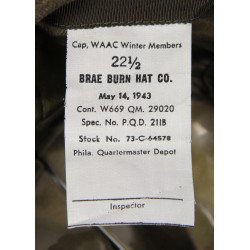 Cap, WAAC Winter Members
22½
BRAE BURN HAT CO.
May 14, 1943
Cont. W669 QM. 29020
Spec. No. P.Q.D. 211B
Stock No. 73-C-64578
Phila. Quartermaster Depot
Inspector